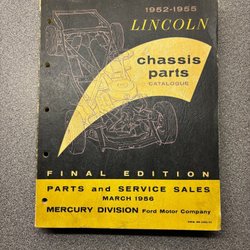 1952-1955
LINCOLN
chassis
parts
CATALOGUE
FINAL EDITION
PARTS and SERVICE SALES
MARCH 1956
MERCURY DIVISION Ford Motor Company